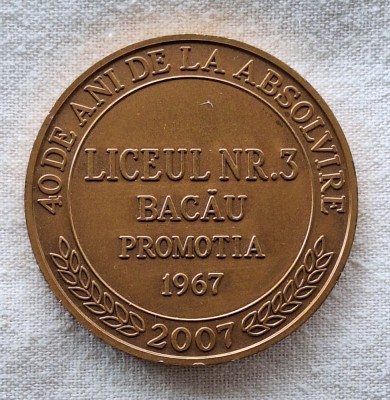 40 DE ANI DE LA ABSOLVIRE
LICEUL NR.3
BACĂU
PROMOTIA
1967
2007